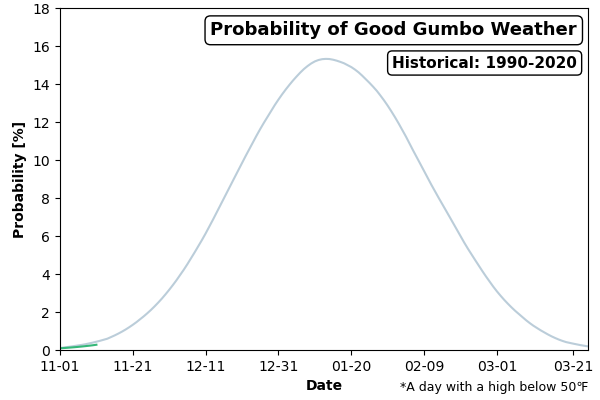 Probability of Good Gumbo Weather
Historical: 1990-2020
Probability [%]
18
16
14
12
10
8
6
4
2
0
11-01 11-21 12-11 12-31 01-20 02-09 03-01 03-21
Date
*A day with a high below 50°F